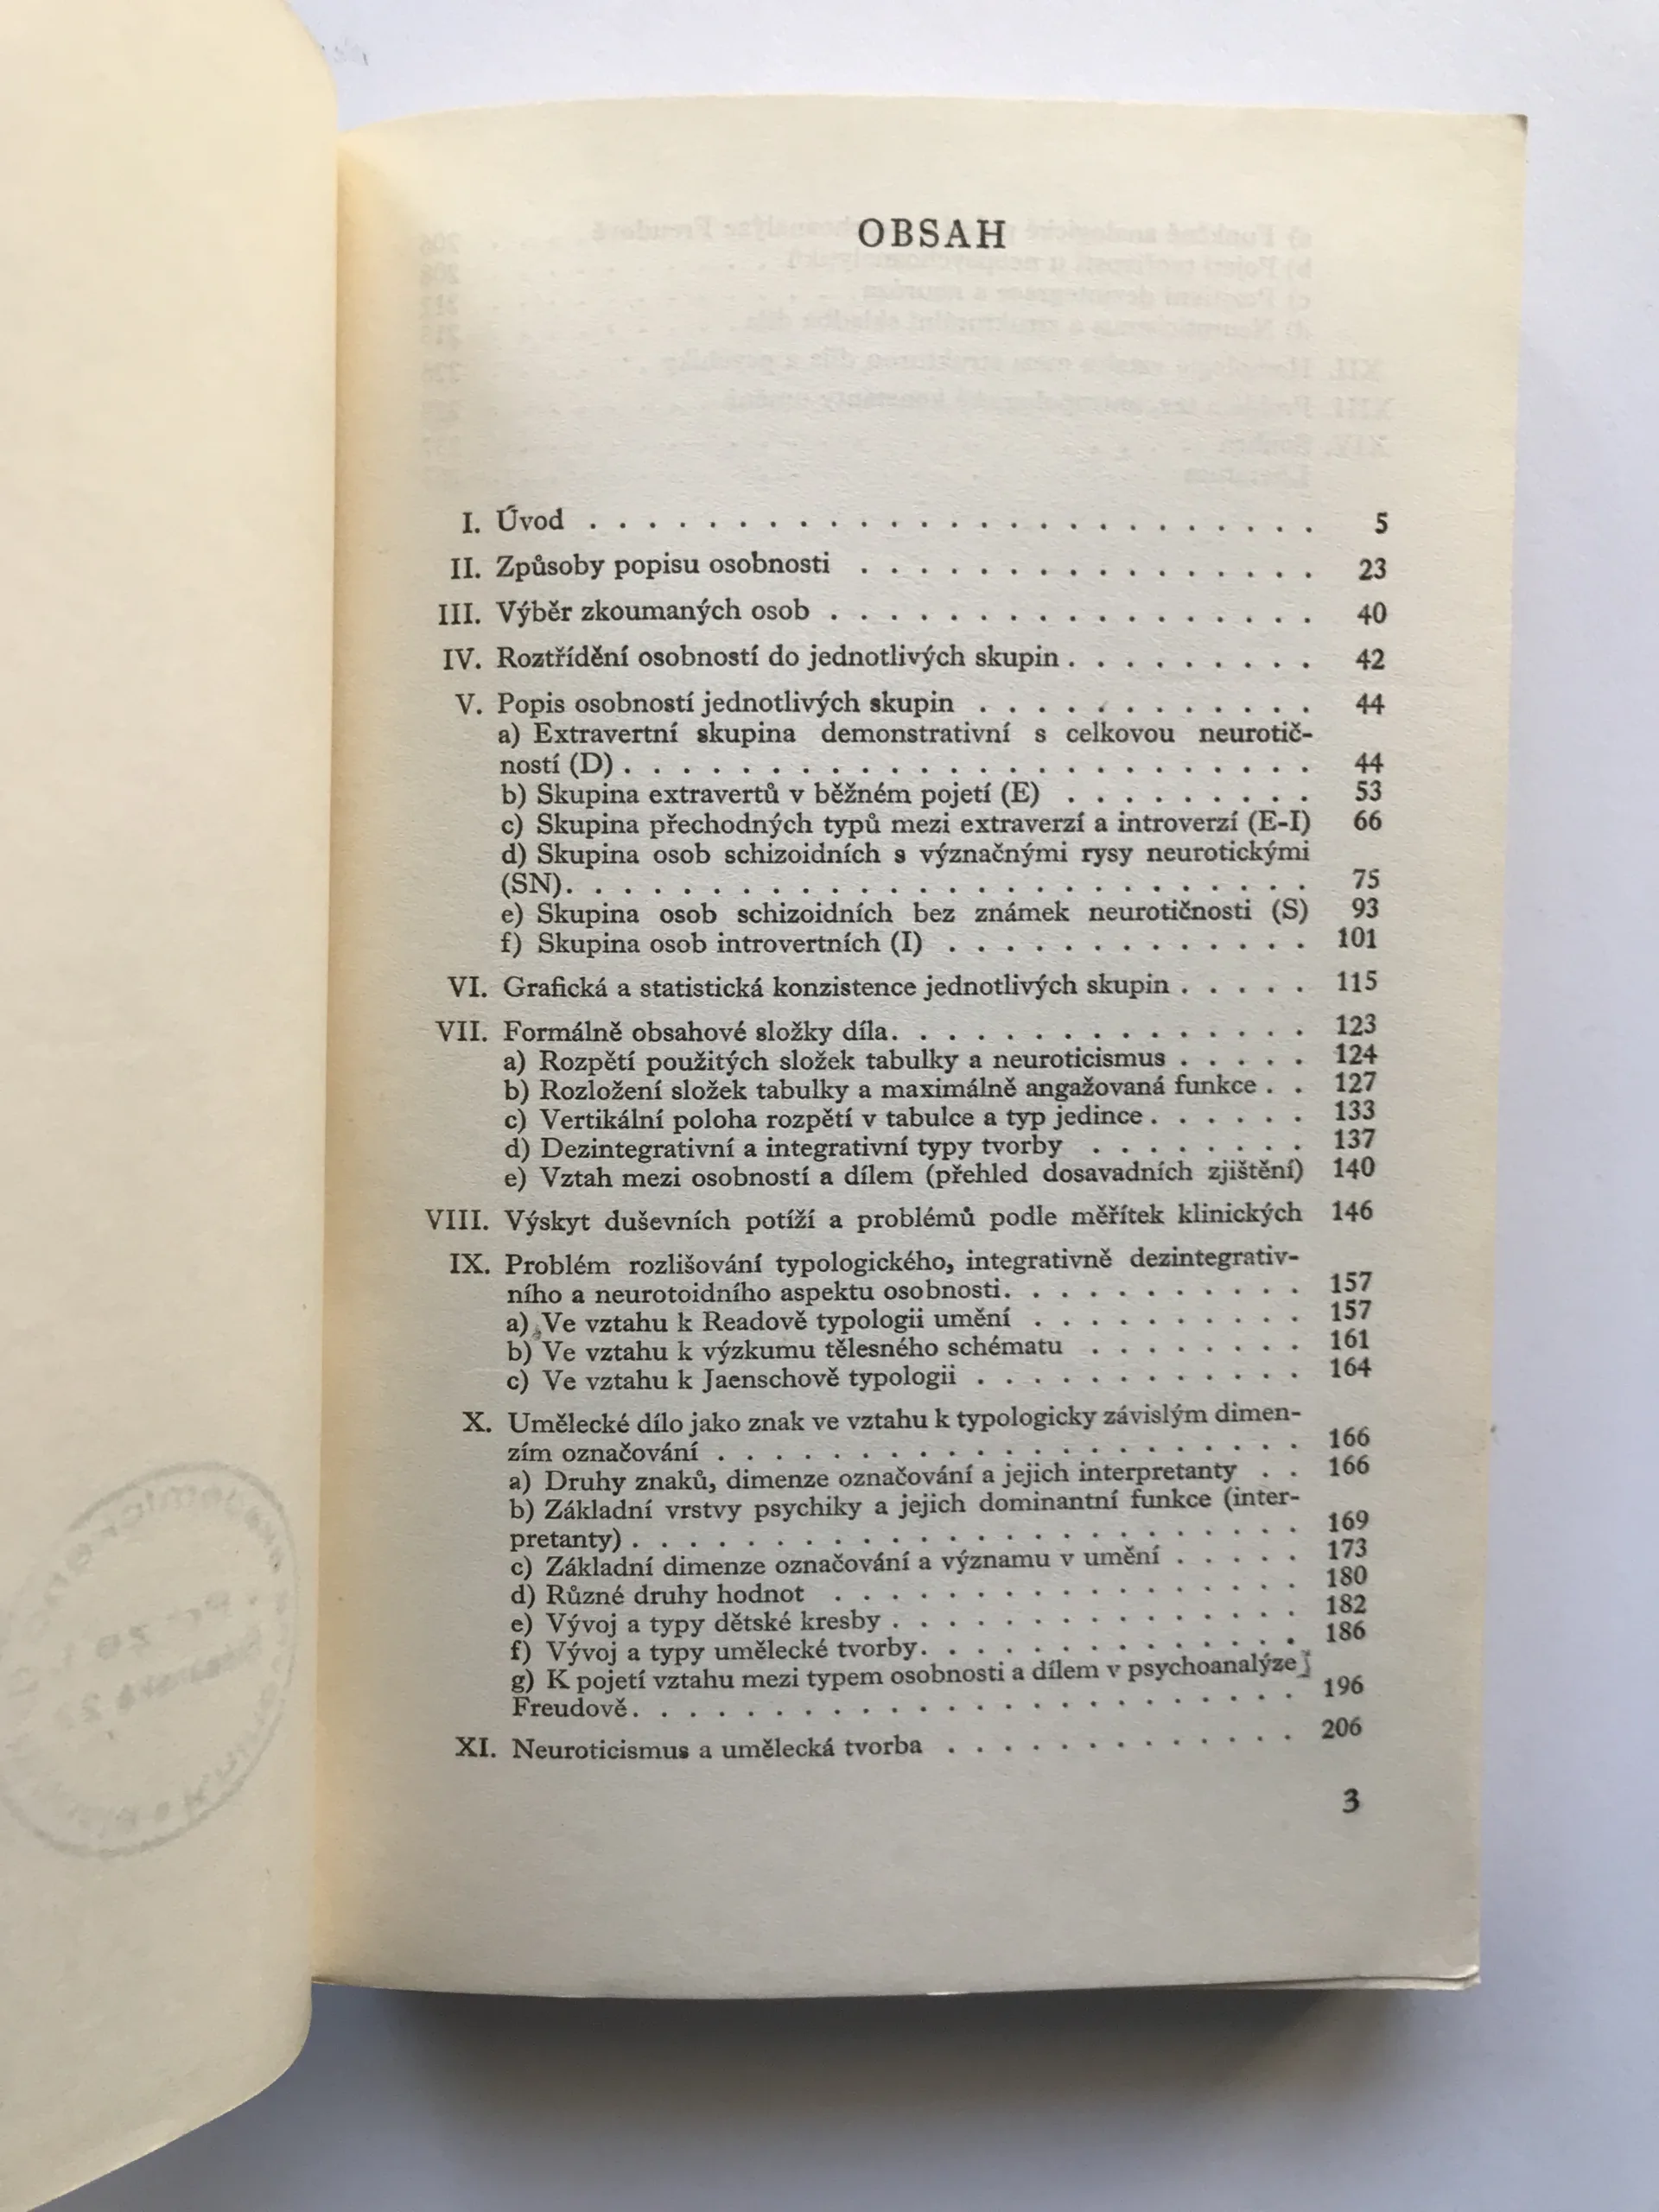 OBSAH
I. Úvod . . . . . . . . . . . . . . . . . . . . . . . . . 5
II. Způsoby popisu osobnosti . . . . . . . . . . . . . . . . 23
III. Výběr zkoumaných osob . . . . . . . . . . . . . . . . . 40
IV. Roztřídění osobností do jednotlivých skupin . . . . . . . . . 42
V. Popis osobností jednotlivých skupin . . . . . . . . . . . . 44
a) Extravertní skupina demonstrativní s celkovou neurotič-
ností (D) . . . . . . . . . . . . . . . . . . . . . . . . 44
b) Skupina extravertů v běžném pojetí (E) . . . . . . . . . 53
c) Skupina přechodných typů mezi extraverzí a introverzí (E-I) 66
d) Skupina osob schizoidních s význačnými rysy neurotickými
(SN). . . . . . . . . . . . . . . . . . . . . . . . . . 75
e) Skupina osob schizoidních bez známek neurotičnosti (S) 93
f) Skupina osob introvertních (I) . . . . . . . . . . . . . 101
VI. Grafická a statistická konzistence jednotlivých skupin . . . . . 115
VII. Formálně obsahové složky díla. . . . . . . . . . . . . . . 123
a) Rozpětí použitých složek tabulky a neuroticismus . . . . . 124
b) Rozložení složek tabulky a maximálně angažovaná funkce . . 127
c) Vertikální poloha rozpětí v tabulce a typ jedince . . . . . . 133
d) Dezintegrativní a integrativní typy tvorby . . . . . . . . 137
e) Vztah mezi osobností a dílem (přehled dosavadních zjištění) 140
VIII. Výskyt duševních potíží a problémů podle měřítek klinických 146
IX. Problém rozlišování typologického, integrativně dezintegrativ-
ního a neurotoidního aspektu osobnosti. . . . . . . . . . . 157
a) Ve vztahu k Readově typologii umění . . . . . . . . . . 157
b) Ve vztahu k výzkumu tělesného schématu . . . . . . . . 161
c) Ve vztahu k Jaenschově typologii . . . . . . . . . . . . 164
X. Umělecké dílo jako znak ve vztahu k typologicky závislým dimen-
zím označování . . . . . . . . . . . . . . . . . . . . . 166
a) Druhy znaků, dimenze označování a jejich interpretanty . . 166
b) Základní vrstvy psychiky a jejich dominantní funkce (inter-
pretanty) . . . . . . . . . . . . . . . . . . . . . . . . 169
c) Základní dimenze označování a významu v umění . . . . . 173
d) Různé druhy hodnot . . . . . . . . . . . . . . . . . 180
e) Vývoj a typy dětské kresby . . . . . . . . . . . . . . . 182
f) Vývoj a typy umělecké tvorby. . . . . . . . . . . . . . 186
g) K pojetí vztahu mezi typem osobnosti a dílem v psychoanalýze
Freudově. . . . . . . . . . . . . . . . . . . . . . . . 196
XI. Neuroticismus a umělecká tvorba . . . . . . . . . . . . . 206
3